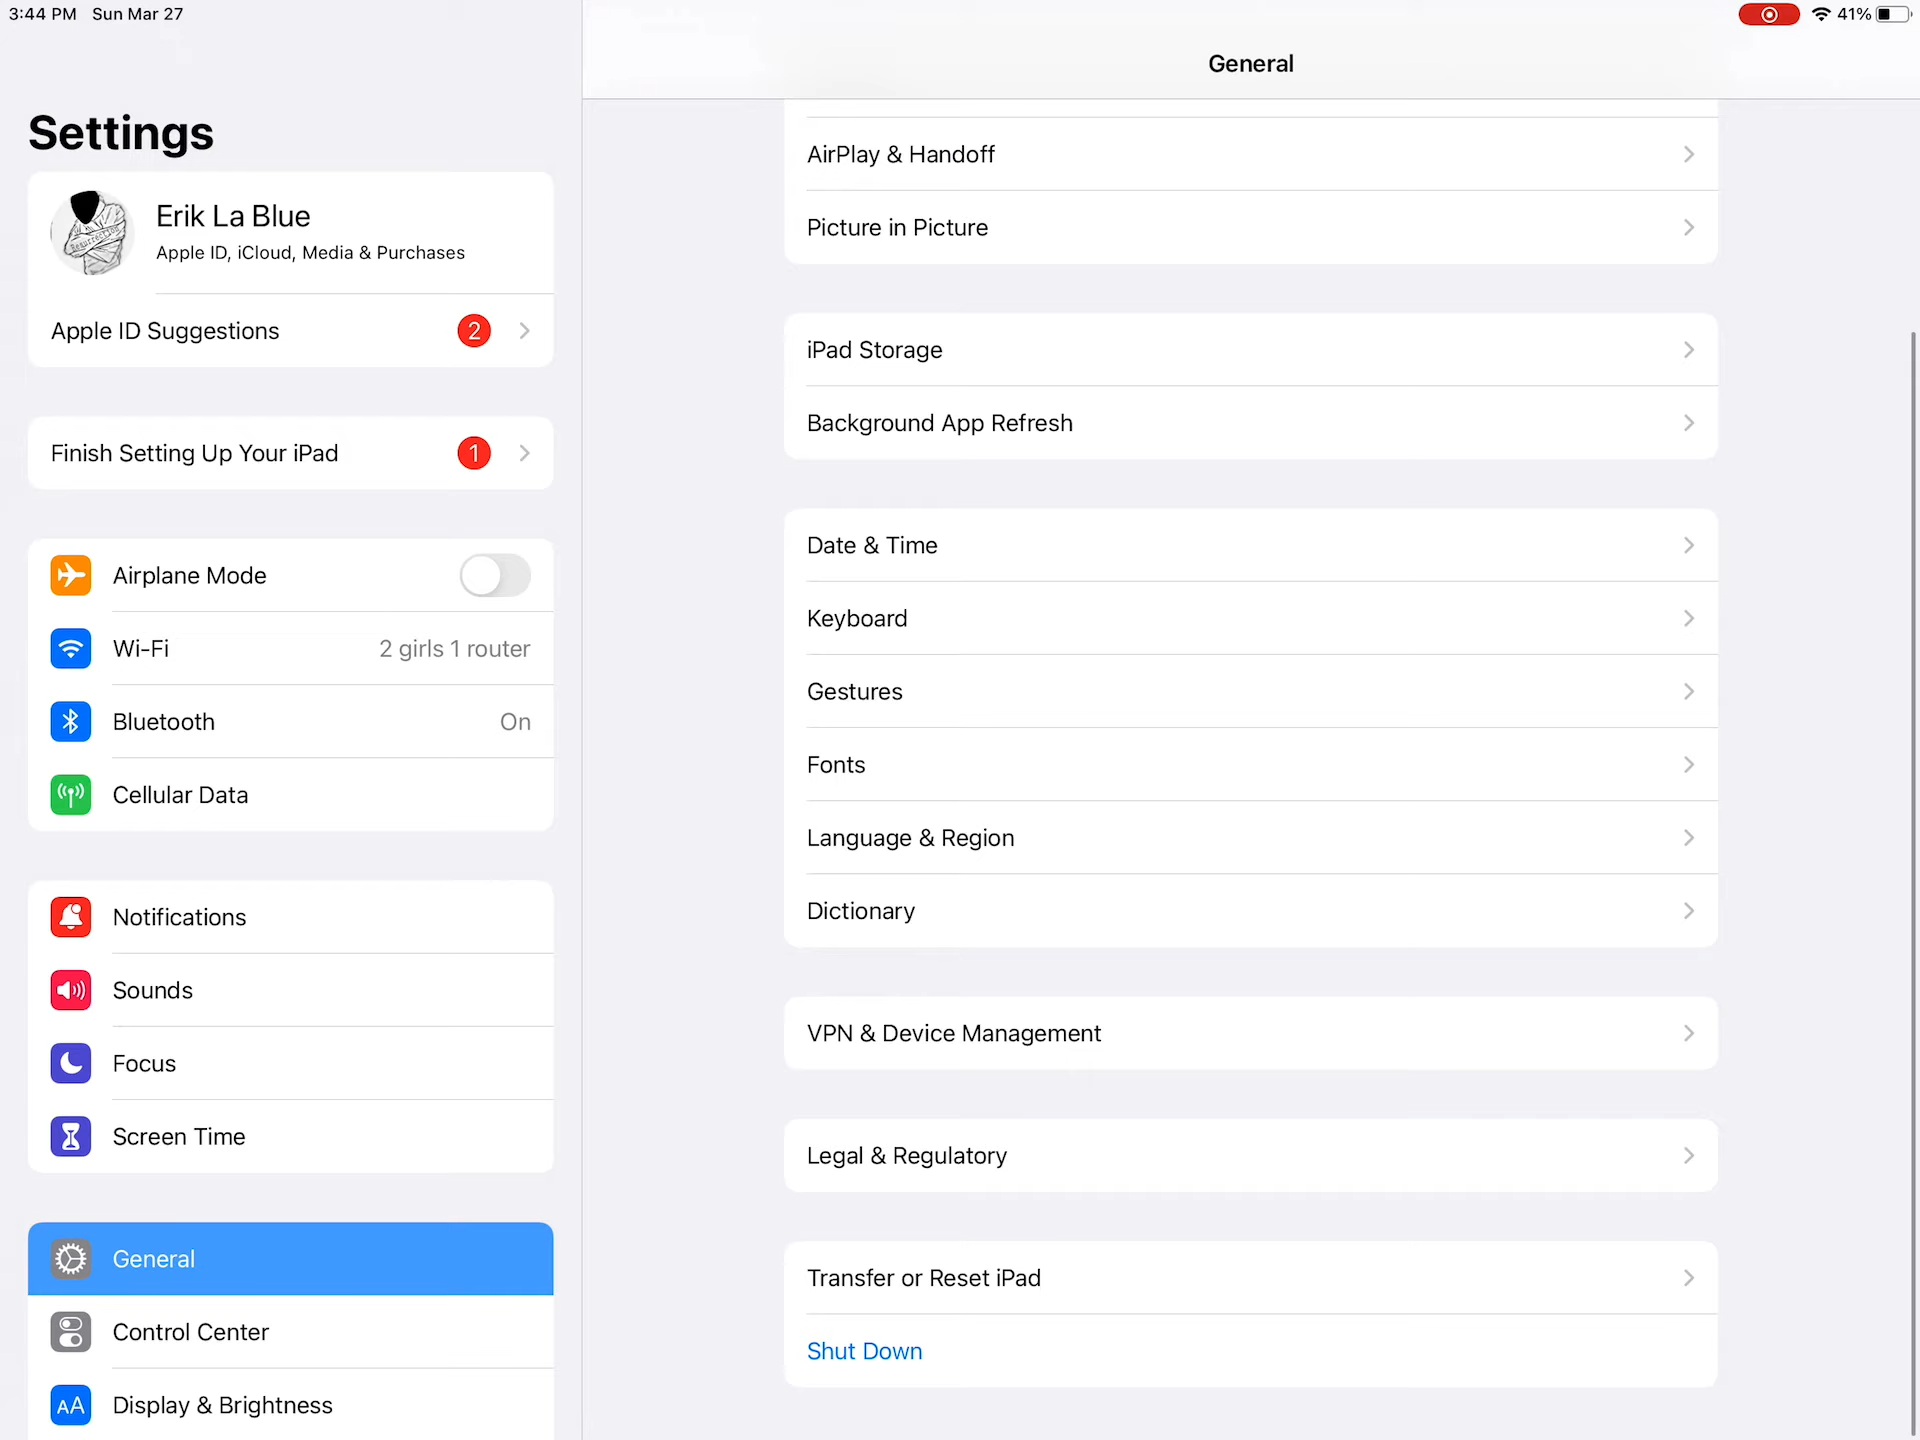 3:44 PM Sun Mar 27
41%
Settings
Erik La Blue
Apple ID, iCloud, Media & Purchases
Apple ID Suggestions 2
Finish Setting Up Your iPad 1
Airplane Mode
Wi-Fi 2 girls 1 router
Bluetooth On
Cellular Data
Notifications
Sounds
Focus
Screen Time
General
Control Center
AA Display & Brightness
General
AirPlay & Handoff
Picture in Picture
iPad Storage
Background App Refresh
Date & Time
Keyboard
Gestures
Fonts
Language & Region
Dictionary
VPN & Device Management
Legal & Regulatory
Transfer or Reset iPad
Shut Down